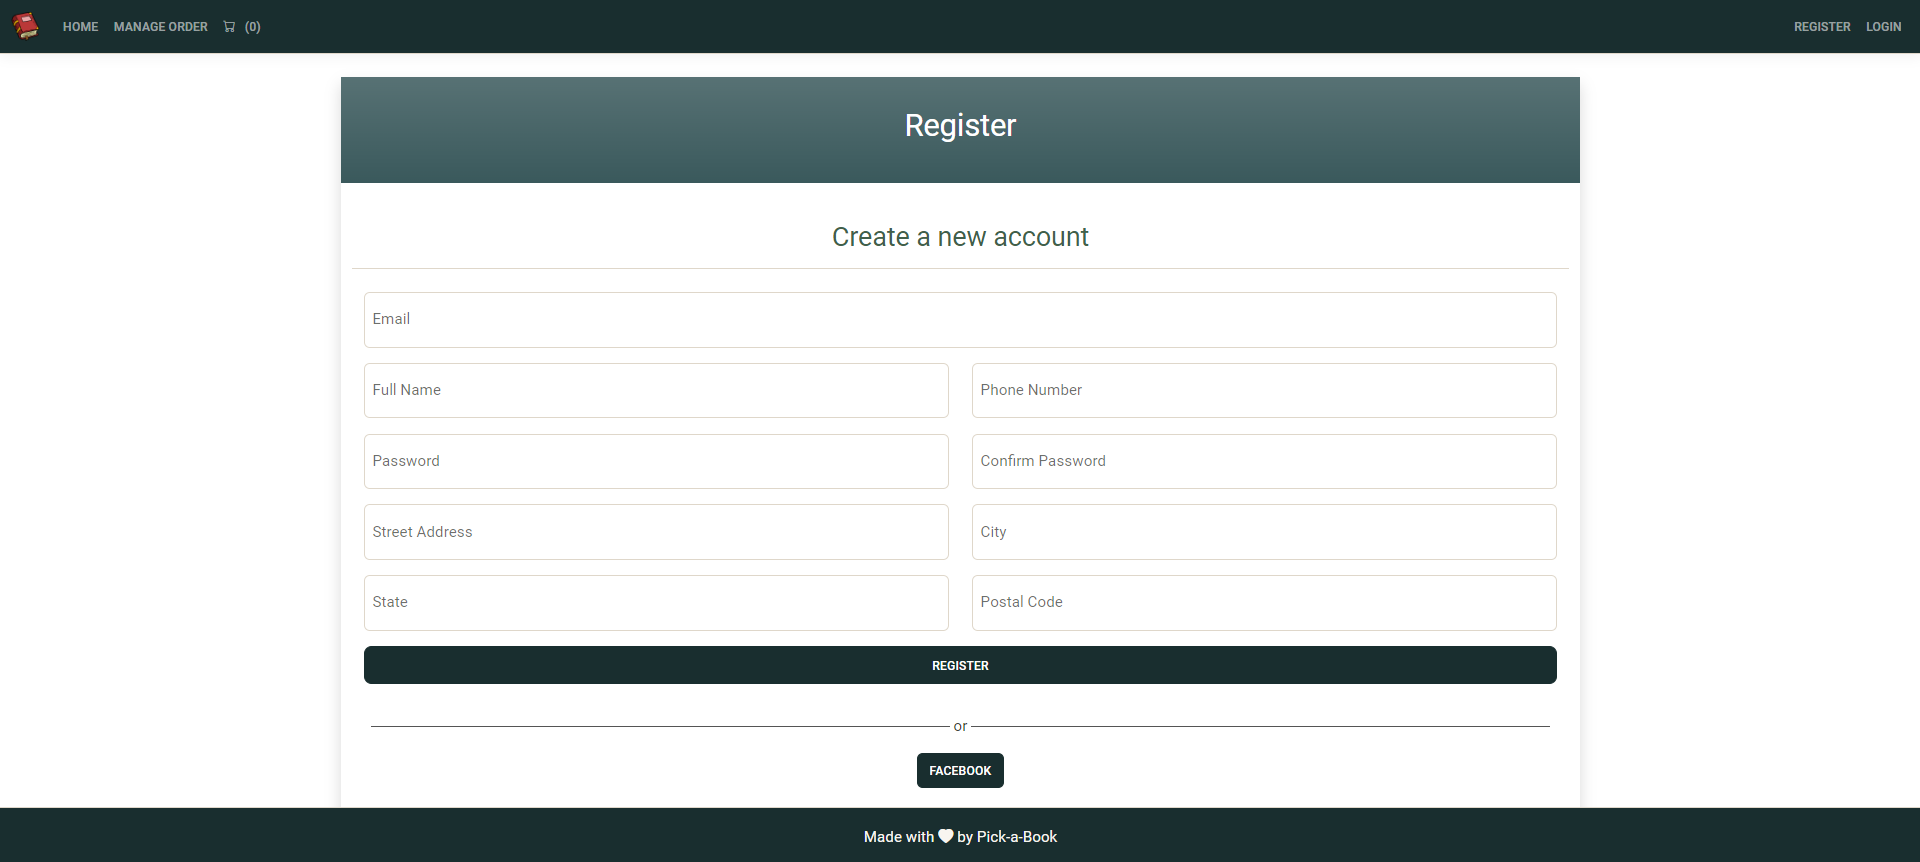 HOME MANAGE ORDER (0) REGISTER LOGIN
Register
Create a new account
Email
Full Name Phone Number
Password Confirm Password
Street Address City
State Postal Code
REGISTER
or
FACEBOOK
Made with by Pick-a-Book